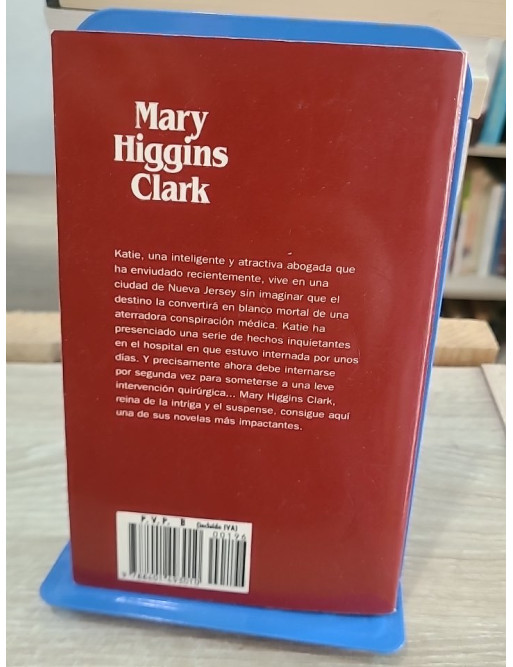 Mary
Higgins
Clark
Katie, una inteligente y atractiva abogada que
ha enviudado recientemente, vive en una
ciudad de Nueva Jersey sin imaginar que el
destino la convertirá en blanco mortal de una
aterradora conspiración médica. Katie ha
presenciado una serie de hechos inquietantes
en el hospital en que estuvo internada por unos
días. Y precisamente ahora debe internarse
por segunda vez para someterse a una leve
intervención quirúrgica... Mary Higgins Clark,
reina de la intriga y el suspense, consigue aquí
una de sus novelas más impactantes.
P.V.P. B (incluido IVA)
00196